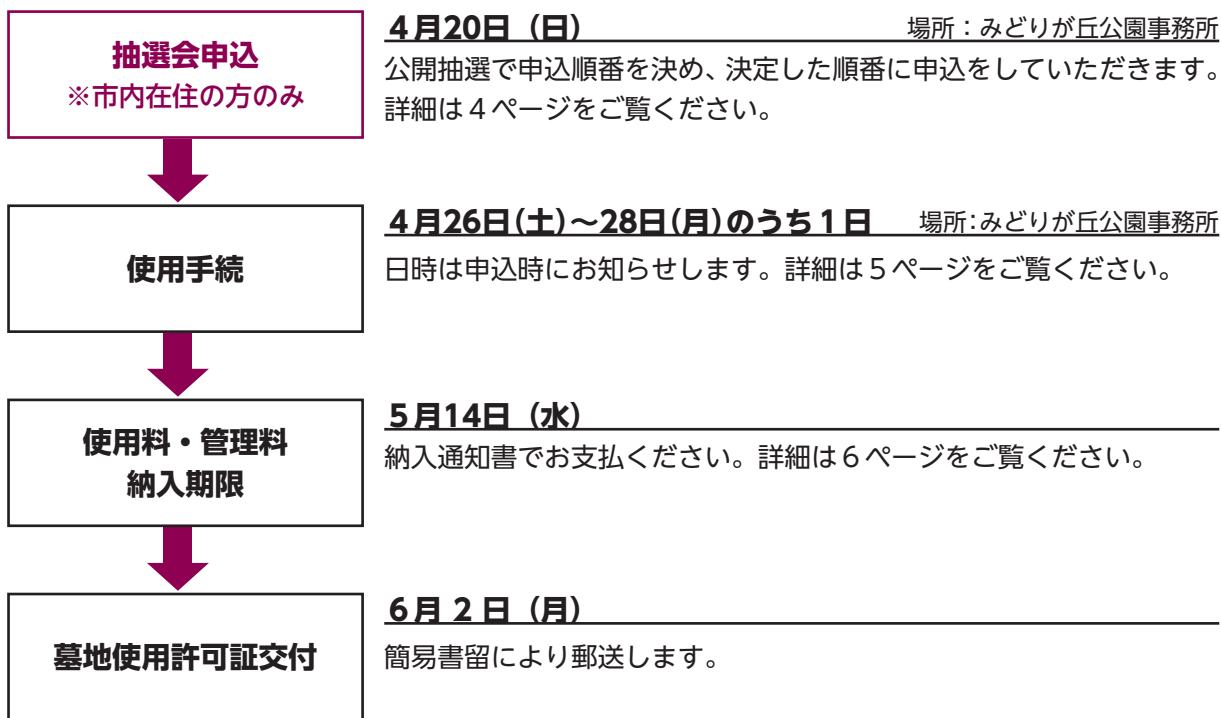 抽選会申込
※市内在住の方のみ
4月20日（日） 場所：みどりが丘公園事務所
公開抽選で申込順番を決め、決定した順番に申込をしていただきます。
詳細は４ページをご覧ください。
使用手続
4月26日(土)～28日(月)のうち１日 場所：みどりが丘公園事務所
日時は申込時にお知らせします。詳細は５ページをご覧ください。
使用料・管理料
納入期限
5月14日（水）
納入通知書でお支払ください。詳細は６ページをご覧ください。
墓地使用許可証交付
6月２日（月）
簡易書留により郵送します。